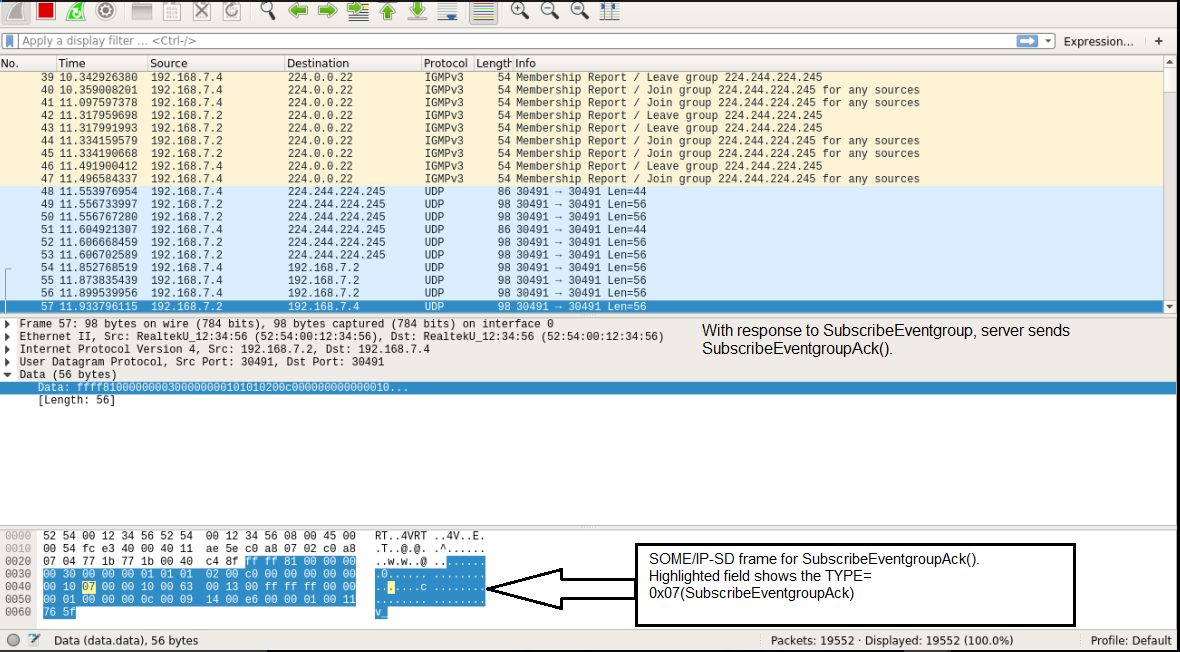 Apply a display filter ... <Ctrl-/> Expression... +
No. Time Source Destination Protocol Length Info
39 10.342926380 192.168.7.4 224.0.0.22 IGMPv3 54 Membership Report / Leave group 224.244.224.245
40 10.359008201 192.168.7.4 224.0.0.22 IGMPv3 54 Membership Report / Join group 224.244.224.245 for any sources
41 11.097597378 192.168.7.4 224.0.0.22 IGMPv3 54 Membership Report / Join group 224.244.224.245 for any sources
42 11.317959698 192.168.7.2 224.0.0.22 IGMPv3 54 Membership Report / Leave group 224.244.224.245
43 11.317991993 192.168.7.2 224.0.0.22 IGMPv3 54 Membership Report / Leave group 224.244.224.245
44 11.334159579 192.168.7.2 224.0.0.22 IGMPv3 54 Membership Report / Join group 224.244.224.245 for any sources
45 11.334190668 192.168.7.2 224.0.0.22 IGMPv3 54 Membership Report / Join group 224.244.224.245 for any sources
46 11.491900412 192.168.7.4 224.0.0.22 IGMPv3 54 Membership Report / Leave group 224.244.224.245
47 11.496584337 192.168.7.4 224.0.0.22 IGMPv3 54 Membership Report / Join group 224.244.224.245 for any sources
48 11.553976954 192.168.7.4 224.244.224.245 UDP 86 30491 → 30491 Len=44
49 11.556733997 192.168.7.2 224.244.224.245 UDP 98 30491 → 30491 Len=56
50 11.556767280 192.168.7.2 224.244.224.245 UDP 98 30491 → 30491 Len=56
51 11.604921307 192.168.7.4 224.244.224.245 UDP 86 30491 → 30491 Len=44
52 11.606668459 192.168.7.2 224.244.224.245 UDP 98 30491 → 30491 Len=56
53 11.606702589 192.168.7.2 224.244.224.245 UDP 98 30491 → 30491 Len=56
54 11.852768519 192.168.7.4 192.168.7.2 UDP 98 30491 → 30491 Len=56
55 11.873835439 192.168.7.4 192.168.7.2 UDP 98 30491 → 30491 Len=56
56 11.899539956 192.168.7.4 192.168.7.2 UDP 98 30491 → 30491 Len=56
57 11.933796115 192.168.7.2 192.168.7.4 UDP 98 30491 → 30491 Len=56
Frame 57: 98 bytes on wire (784 bits), 98 bytes captured (784 bits) on interface 0
Ethernet II, Src: RealtekU_12:34:56 (52:54:00:12:34:56), Dst: RealtekU_12:34:56 (52:54:00:12:34:56)
Internet Protocol Version 4, Src: 192.168.7.2, Dst: 192.168.7.4
User Datagram Protocol, Src Port: 30491, Dst Port: 30491
Data (56 bytes)
Data: ffff81000000003000000000101010200c000000000000010...
[Length: 56]
With response to SubscribeEventgroup, server sends
SubscribeEventgroupAck().
0000 52 54 00 12 34 56 52 54 00 12 34 56 08 00 45 00 RT..4VRT ..4V..E.
0010 00 54 fc e3 40 00 40 11 ae 5e c0 a8 07 02 c0 a8 .T..@.@. .^......
0020 07 04 77 1b 77 1b 00 40 c4 8f ff ff 81 00 00 00 ..w.w..@ ........
0030 00 30 00 00 00 01 01 01 02 00 c0 00 00 00 00 00 .0...... ........
0040 00 10 07 00 00 10 00 63 00 13 00 ff ff ff 00 00 .......c ........
0050 00 01 00 00 00 0c 00 09 14 00 e6 00 00 01 00 11 ........ ........
0060 76 5f v_
SOME/IP-SD frame for SubscribeEventgroupAck().
Highlighted field shows the TYPE=
0x07(SubscribeEventgroupAck)
Data (data.data), 56 bytes Packets: 19552 · Displayed: 19552 (100.0%) Profile: Default